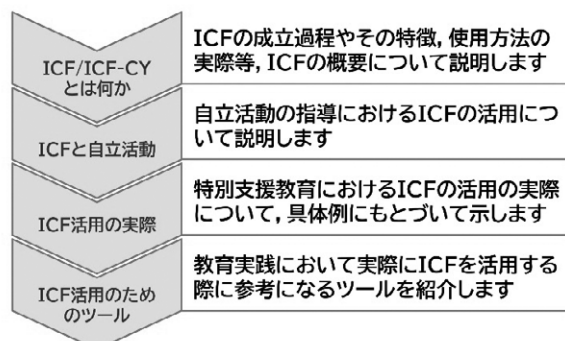 ICF/ICF-CY
とは何か
ICFの成立過程やその特徴，使用方法の
実際等，ICFの概要について説明します
ICFと自立活動
自立活動の指導におけるICFの活用につ
いて説明します
ICF活用の実際
特別支援教育におけるICFの活用の実際
について，具体例にもとづいて示します
ICF活用のため
のツール
教育実践において実際にICFを活用する
際に参考になるツールを紹介します